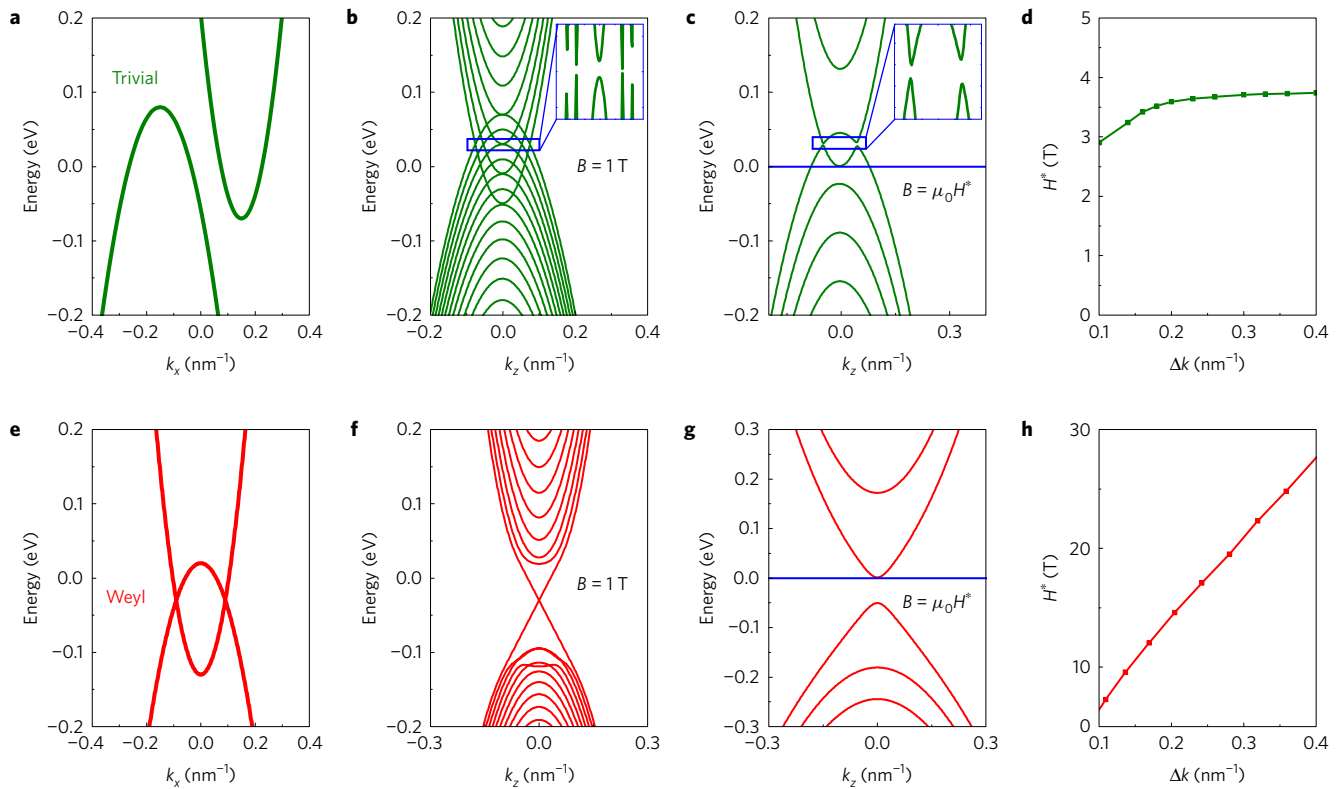 a
0.2
0.1
0.0
−0.1
−0.2
Energy (eV)
Trivial
−0.4
−0.2
0.0
0.2
0.4
kₓ (nm⁻¹)
b
0.2
0.1
0.0
−0.1
−0.2
Energy (eV)
B = 1 T
−0.4
−0.2
0.0
0.2
0.4
k_z (nm⁻¹)
c
0.2
0.1
0.0
−0.1
0.2
Energy (eV)
B = μ₀H*
0.0
0.3
k_z (nm⁻¹)
d
5
4
3
2
1
0
H* (T)
0.1
0.2
0.3
0.4
Δk (nm⁻¹)
e
0.2
0.1
0.0
−0.1
−0.2
Energy (eV)
Weyl
−0.4
−0.2
0.0
0.2
0.4
kₓ (nm⁻¹)
f
0.2
0.1
0.0
−0.1
−0.2
Energy (eV)
B = 1 T
−0.3
0.0
0.3
k_z (nm⁻¹)
g
0.3
0.2
0.1
0.0
−0.1
−0.2
−0.3
Energy (eV)
B = μ₀H*
−0.3
0.0
0.3
k_z (nm⁻¹)
h
30
20
10
0
H* (T)
0.1
0.2
0.3
0.4
Δk (nm⁻¹)